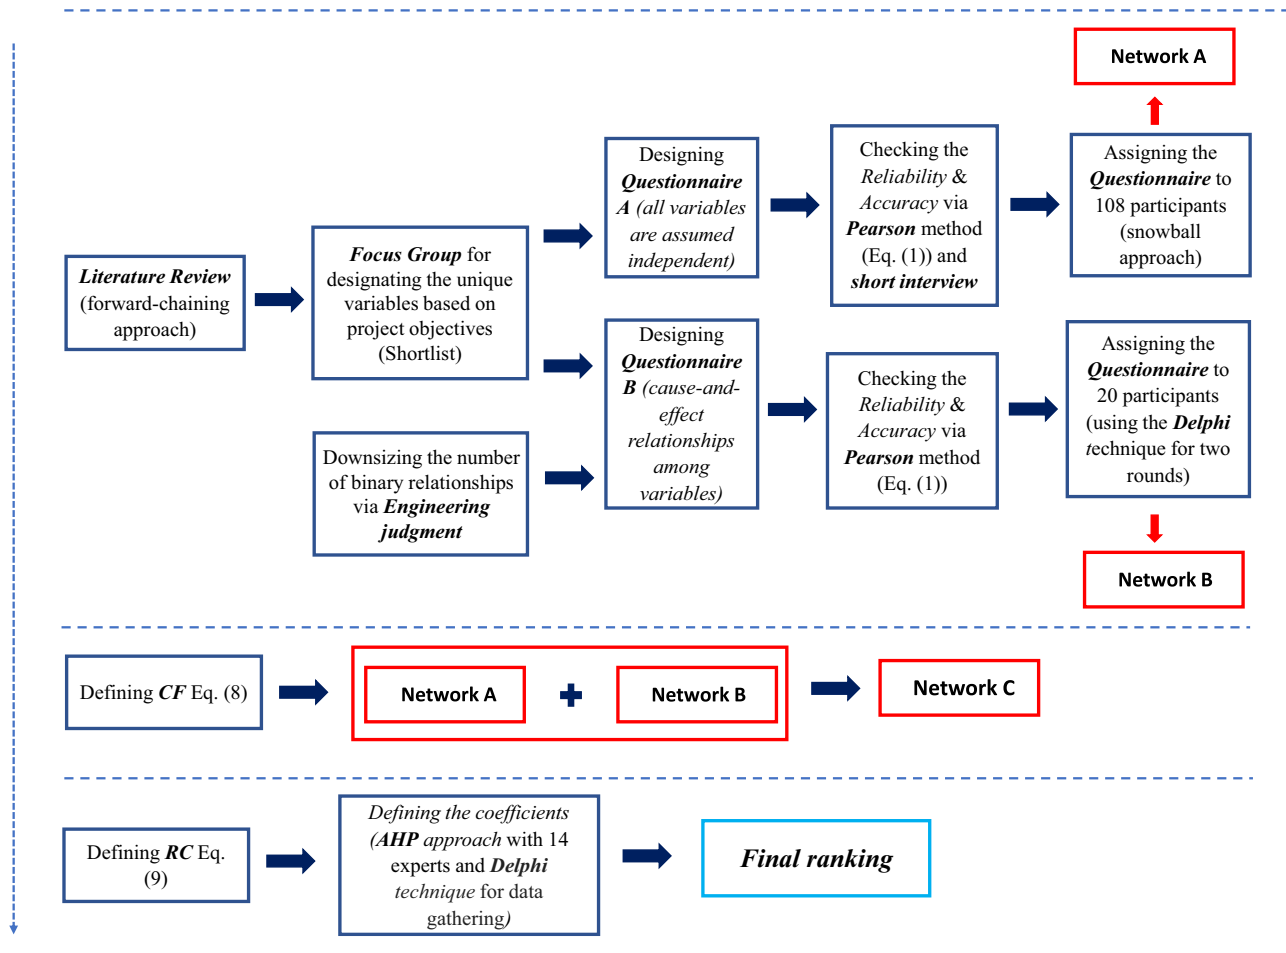 Network A
Literature Review
(forward-chaining
approach)
Focus Group for
designating the unique
variables based on
project objectives
(Shortlist)
Designing
Questionnaire
A (all variables
are assumed
independent)
Checking the
Reliability &
Accuracy via
Pearson method
(Eq. (1)) and
short interview
Assigning the
Questionnaire to
108 participants
(snowball
approach)
Downsizing the number
of binary relationships
via Engineering
judgment
Designing
Questionnaire
B (cause-and-
effect
relationships
among
variables)
Checking the
Reliability &
Accuracy via
Pearson method
(Eq. (1))
Assigning the
Questionnaire to
20 participants
(using the Delphi
technique for two
rounds)
Network B
Defining CF Eq. (8)
Network A
Network B
Network C
Defining RC Eq.
(9)
Defining the coefficients
(AHP approach with 14
experts and Delphi
technique for data
gathering)
Final ranking